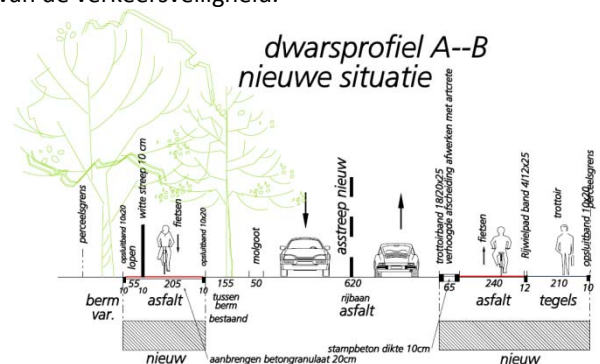 van de verkeersveiligheid.
dwarsprofiel A--B
nieuwe situatie
perceelsgrens
opsluitband 10x20
lopen
witte streep 10 cm
fietsen
opsluitband 10x20
molgoot
asstreep nieuw
trottoirband 18/20x25
verhoogde afscheiding afwerken met artcrete
fietsen
Rijwielpad band 4/12x25
trottoir
opsluitband 10x20
perceelsgrens
10 55 10 205 10 155 50 620 65 240 12 210 10
berm
var.
asfalt
tussen
berm
bestaand
rijbaan
asfalt
asfalt
tegels
stampbeton dikte 10cm
nieuw
aanbrengen betongranulaat 20cm
nieuw